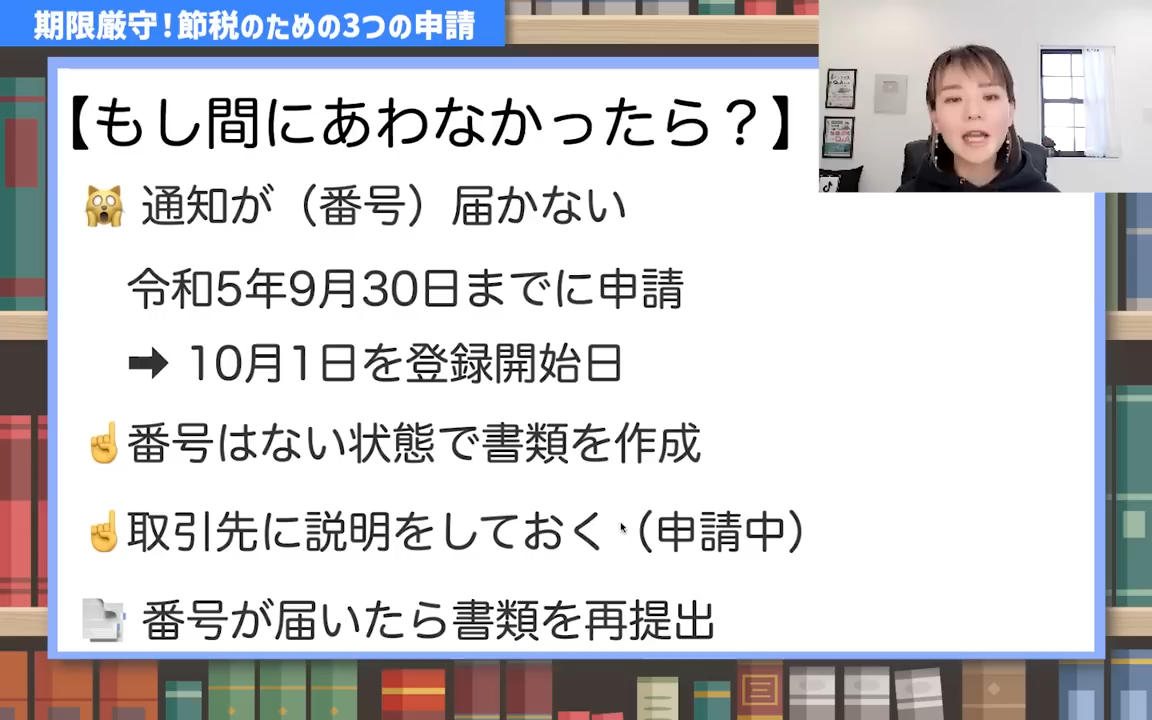 期限厳守！節税のための3つの申請
【もし間にあわなかったら？】
🙀 通知が（番号）届かない
令和5年9月30日までに申請
➡ 10月1日を登録開始日
☝番号はない状態で書類を作成
☝取引先に説明をしておく（申請中）
番号が届いたら書類を再提出